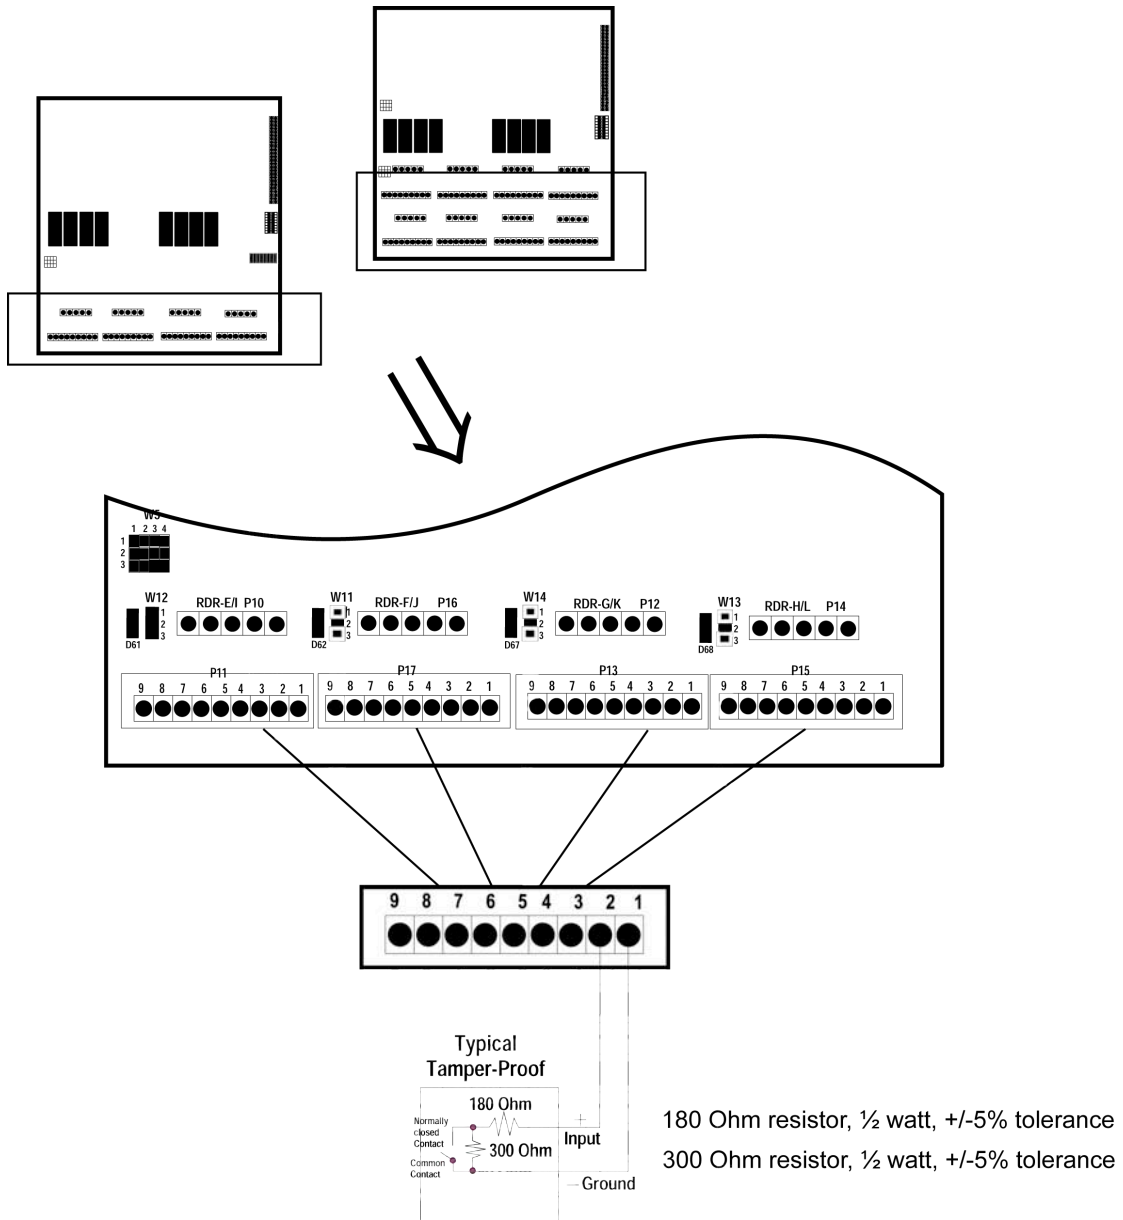 W5
1 2 3 4
1
2
3
W12
1
2
3
D61
RDR-E/I P10
W11
1
2
3
D62
RDR-F/J P16
W14
1
2
3
D67
RDR-G/K P12
W13
1
2
3
D68
RDR-H/L P14
P11
9 8 7 6 5 4 3 2 1
P17
9 8 7 6 5 4 3 2 1
P13
9 8 7 6 5 4 3 2 1
P15
9 8 7 6 5 4 3 2 1
9 8 7 6 5 4 3 2 1
Typical
Tamper-Proof
180 Ohm
Normally
closed
Contact
300 Ohm
Common
Contact
+
Input
– Ground
180 Ohm resistor, ½ watt, +/-5% tolerance
300 Ohm resistor, ½ watt, +/-5% tolerance